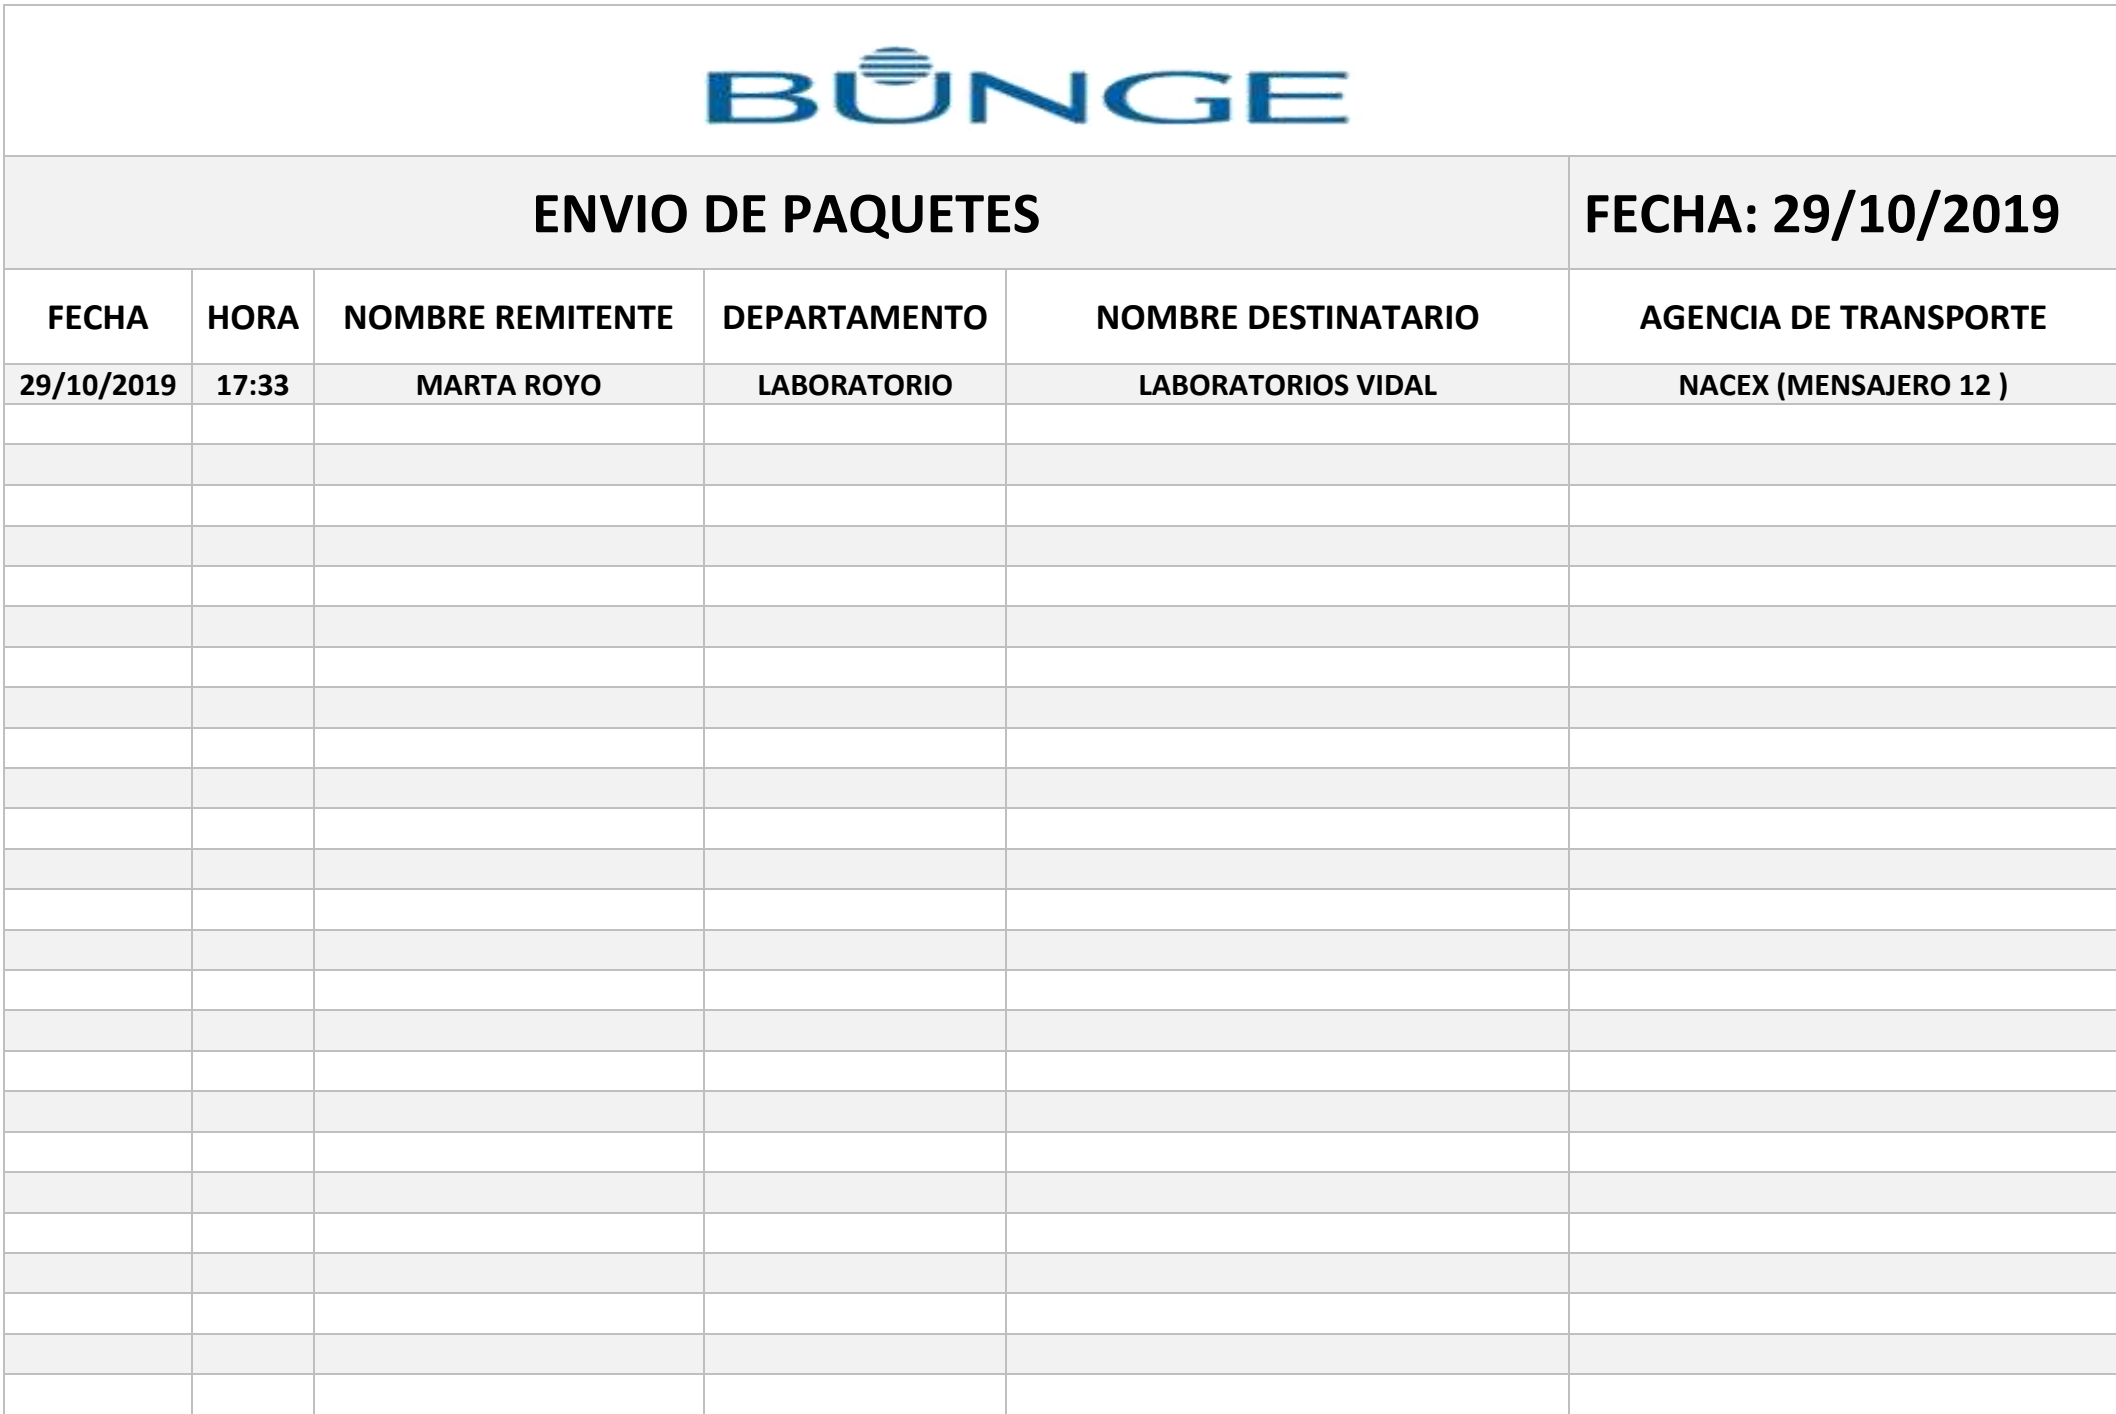 BUNGE
ENVIO DE PAQUETES FECHA: 29/10/2019
FECHA HORA NOMBRE REMITENTE DEPARTAMENTO NOMBRE DESTINATARIO AGENCIA DE TRANSPORTE
29/10/2019 17:33 MARTA ROYO LABORATORIO LABORATORIOS VIDAL NACEX (MENSAJERO 12 )